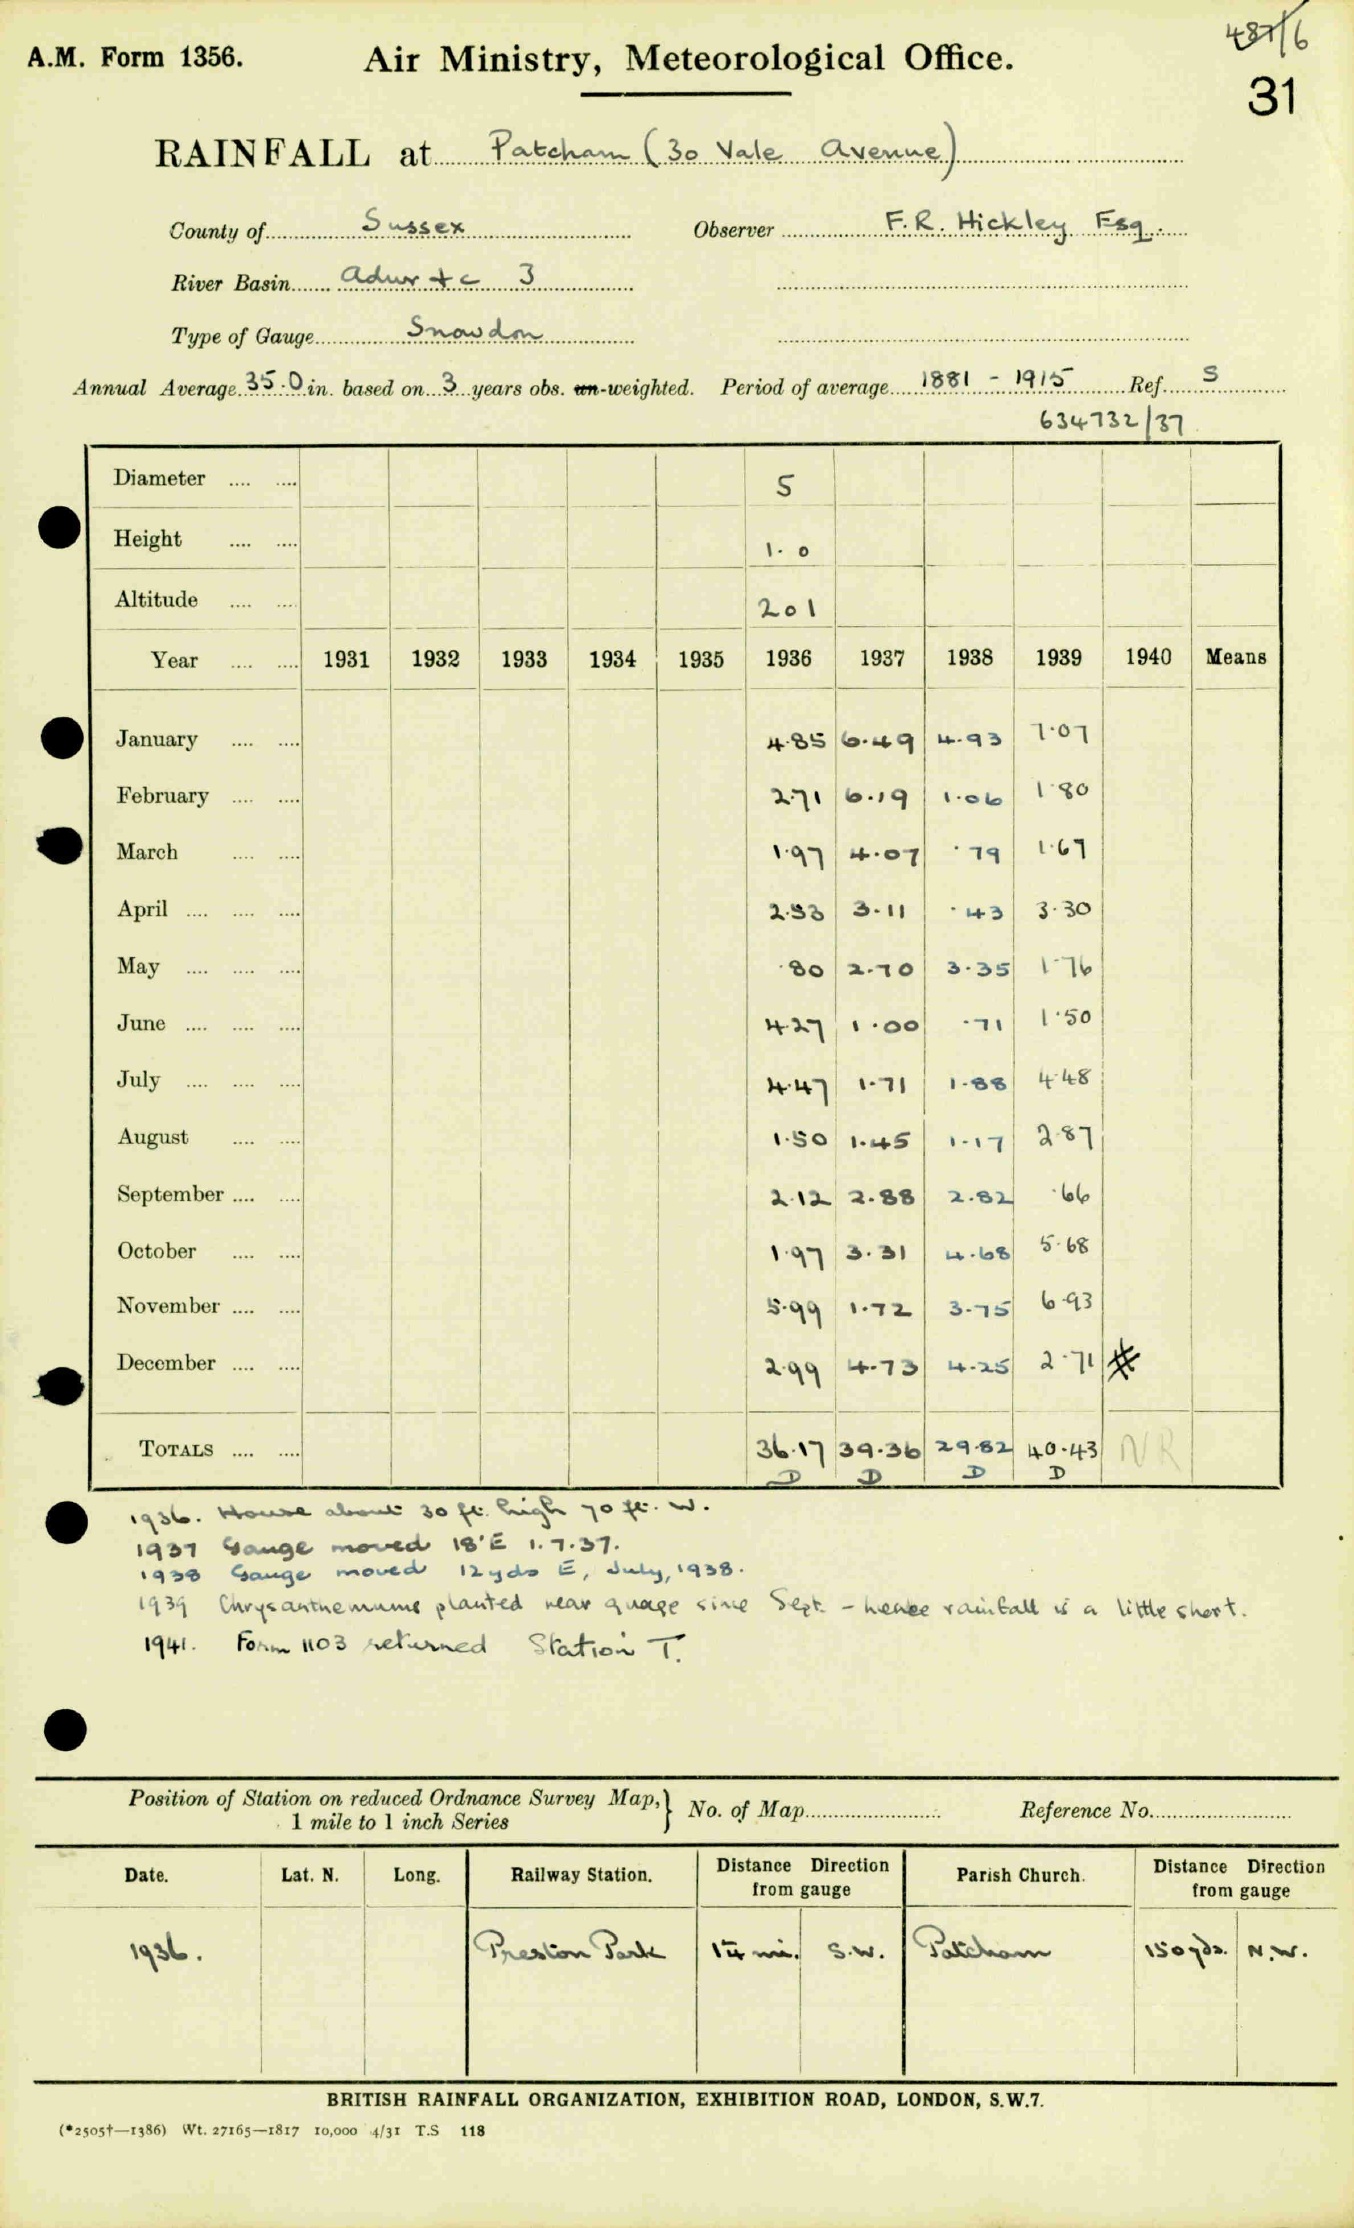 487/6
A.M. Form 1356. Air Ministry, Meteorological Office.
31
RAINFALL at Patcham (30 Vale Avenue)
County of Sussex Observer F.R. Hickley Esq.
River Basin Adur +c 3
Type of Gauge Snowdon
Annual Average 35.0 in. based on 3 years obs. un-weighted. Period of average 1881 - 1915 Ref. S
634732/37
Diameter .... .... 5
Height .... .... 1.0
Altitude .... .... 201
Year .... .... 1931 1932 1933 1934 1935 1936 1937 1938 1939 1940 Means
January .... .... 4.85 6.49 4.93 7.07
February .... .... 2.71 6.19 1.06 1.80
March .... .... 1.97 4.07 .79 1.67
April .... .... .... 2.53 3.11 .43 3.30
May .... .... .... .80 2.70 3.35 1.76
June .... .... .... 4.27 1.00 .71 1.50
July .... .... .... 4.47 1.71 1.88 4.48
August .... .... 1.50 1.45 1.17 2.87
September .... .... 2.12 2.88 2.82 .66
October .... .... 1.97 3.31 4.68 5.68
November .... .... 5.99 1.72 3.75 6.93
December .... .... 2.99 4.73 4.25 2.71 #
TOTALS .... .... 36.17 39.36 29.82 40.43 NR
D D D D
1936. House about 30 ft. high 70 ft. W.
1937 Gauge moved 18' E 1.7.37.
1938 Gauge moved 12 yds E, July, 1938.
1939 Chrysanthemums planted near guage since Sept. - hence rainfall is a little short.
1941. Form 1103 returned Station T.
Position of Station on reduced Ordnance Survey Map, } No. of Map Reference No.
1 mile to 1 inch Series
Date. Lat. N. Long. Railway Station. Distance Direction from gauge Parish Church. Distance Direction from gauge
1936. Preston Park 1¼ mi. S.W. Patcham 150 yds. N.W.
BRITISH RAINFALL ORGANIZATION, EXHIBITION ROAD, LONDON, S.W.7.
(*2505†—1386) Wt. 27165—1817 10,000 4/31 T.S 118